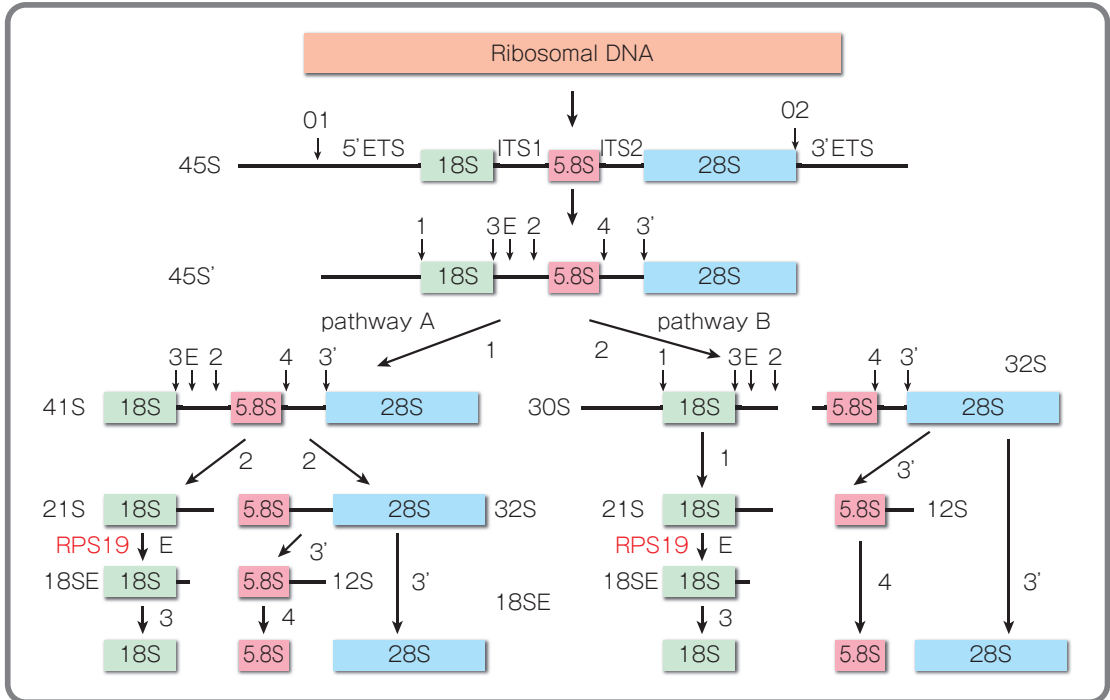 Ribosomal DNA
01 02
5'ETS ITS1 ITS2 3'ETS
45S 18S 5.8S 28S
1 3 E 2 4 3'
45S' 18S 5.8S 28S
pathway A pathway B
1 2
3 E 2 4 3' 1 3 E 2 4 3' 32S
41S 18S 5.8S 28S 30S 18S 5.8S 28S
2 2 1 3'
21S 18S 5.8S 28S 32S 21S 18S 5.8S 12S
RPS19 E 3' RPS19 E
18SE 18S 5.8S 12S 3' 18SE 18SE 18S 4 3'
3 4 3
18S 5.8S 28S 18S 5.8S 28S